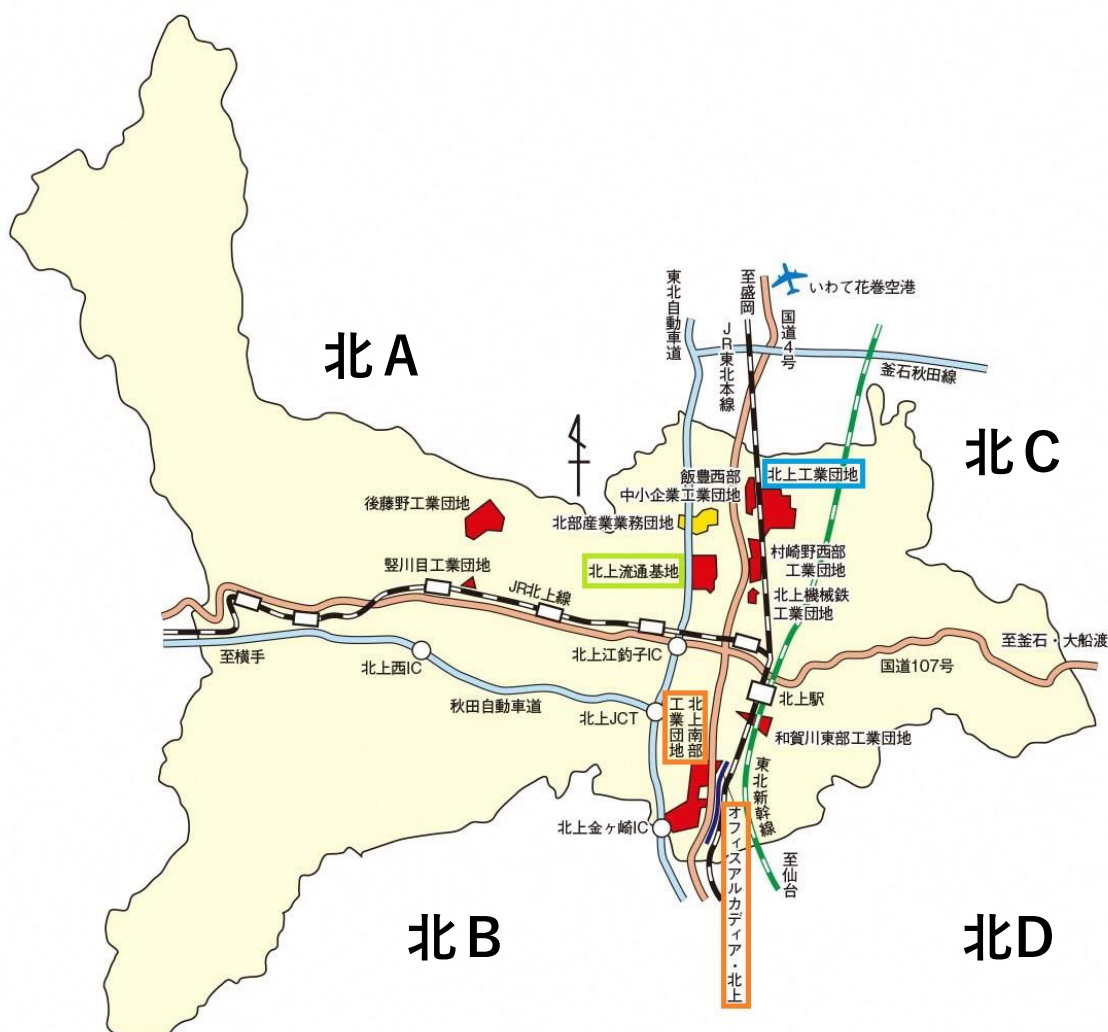 東北自動車道
至盛岡
いわて花巻空港
国道4号
JR東北本線
釜石秋田線
北A
北C
北上工業団地
飯豊西部
中小企業工業団地
後藤野工業団地
北部産業業務団地
村崎野西部
工業団地
北上流通基地
竪川目工業団地
北上機械鉄
工業団地
JR北上線
至横手
北上西IC
北上江釣子IC
至釜石・大船渡
国道107号
秋田自動車道
北上JCT
北上南部
工業団地
北上駅
和賀川東部工業団地
東北新幹線
北上金ヶ崎IC
オフィスアルカディア・北上
至仙台
北B
北D